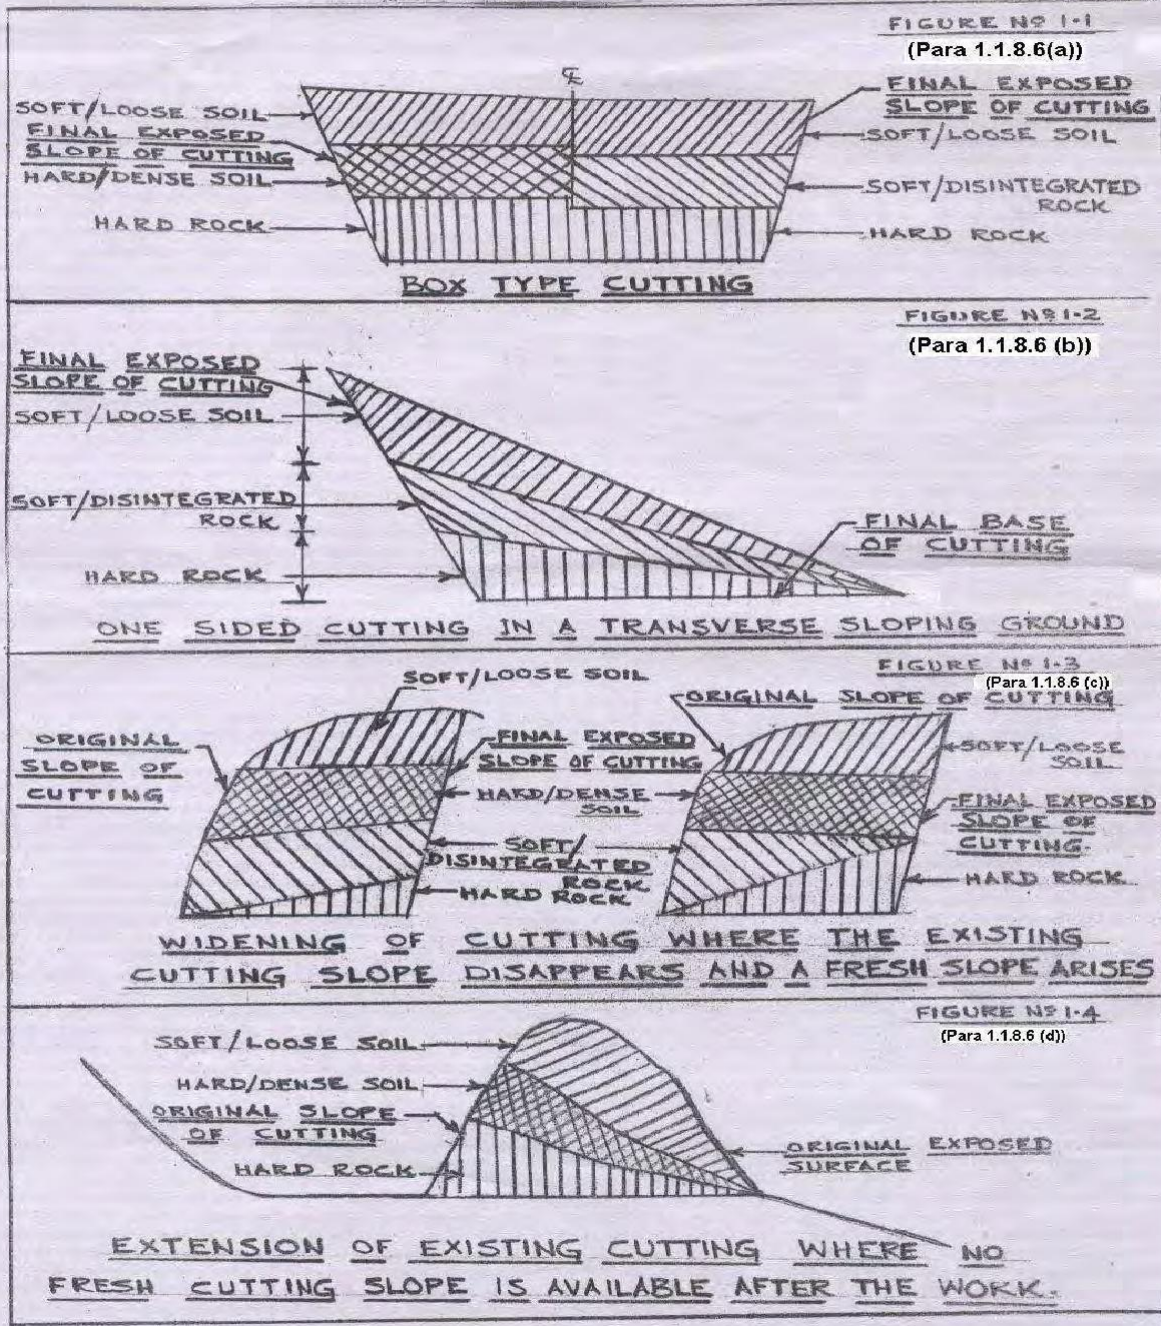 FIGURE Nº 1-1
(Para 1.1.8.6(a))
℄
SOFT/LOOSE SOIL
FINAL EXPOSED
SLOPE OF CUTTING
HARD/DENSE SOIL
HARD ROCK
FINAL EXPOSED
SLOPE OF CUTTING
SOFT/LOOSE SOIL
SOFT/DISINTEGRATED
ROCK
HARD ROCK
BOX TYPE CUTTING
FIGURE Nº 1-2
(Para 1.1.8.6 (b))
FINAL EXPOSED
SLOPE OF CUTTING
SOFT/LOOSE SOIL
SOFT/DISINTEGRATED
ROCK
HARD ROCK
FINAL BASE
OF CUTTING
ONE SIDED CUTTING IN A TRANSVERSE SLOPING GROUND
FIGURE Nº 1-3
(Para 1.1.8.6 (c))
SOFT/LOOSE SOIL
ORIGINAL SLOPE OF CUTTING
ORIGINAL
SLOPE OF
CUTTING
FINAL EXPOSED
SLOPE OF CUTTING
HARD/DENSE
SOIL
SOFT/
DISINTEGRATED
ROCK
HARD ROCK
SOFT/LOOSE
SOIL
FINAL EXPOSED
SLOPE OF
CUTTING.
HARD ROCK
WIDENING OF CUTTING WHERE THE EXISTING
CUTTING SLOPE DISAPPEARS AND A FRESH SLOPE ARISES
FIGURE Nº 1-4
(Para 1.1.8.6 (d))
SOFT/LOOSE SOIL
HARD/DENSE SOIL
ORIGINAL SLOPE
OF CUTTING
HARD ROCK
ORIGINAL EXPOSED
SURFACE
EXTENSION OF EXISTING CUTTING WHERE NO
FRESH CUTTING SLOPE IS AVAILABLE AFTER THE WORK.